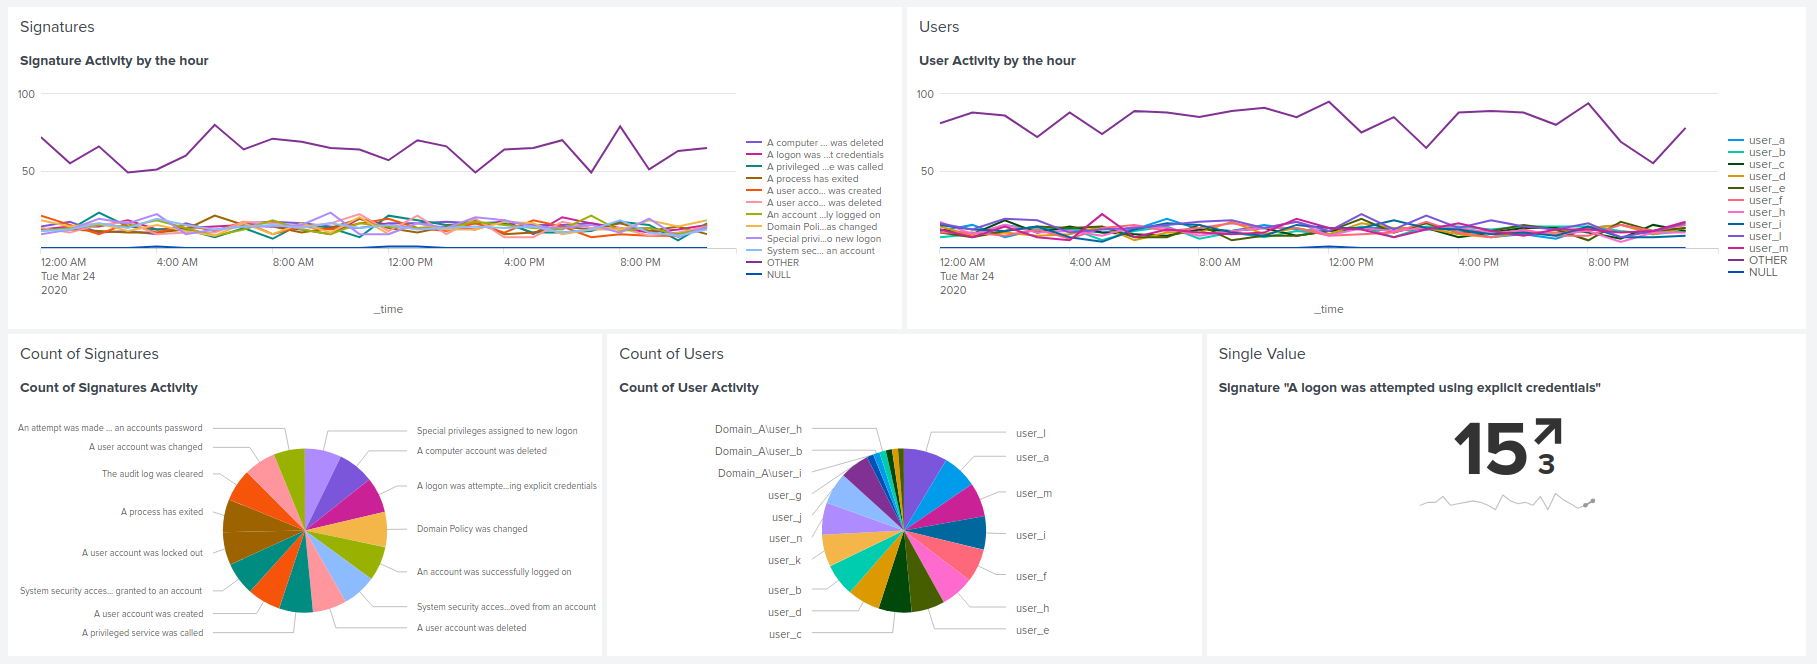 Signatures
Signature Activity by the hour
100
50
12:00 AM
Tue Mar 24
2020
4:00 AM
8:00 AM
12:00 PM
4:00 PM
8:00 PM
_time
A computer ... was deleted
A logon was ...t credentials
A privileged ...e was called
A process has exited
A user acco... was created
A user acco... was deleted
An account ...ly logged on
Domain Poli...as changed
Special privi...o new logon
System sec... an account
OTHER
NULL
Users
User Activity by the hour
100
50
12:00 AM
Tue Mar 24
2020
4:00 AM
8:00 AM
12:00 PM
4:00 PM
8:00 PM
_time
user_a
user_b
user_c
user_d
user_e
user_f
user_h
user_i
user_l
user_m
OTHER
NULL
Count of Signatures
Count of Signatures Activity
An attempt was made ... an accounts password
A user account was changed
The audit log was cleared
A process has exited
A user account was locked out
System security acces... granted to an account
A user account was created
A privileged service was called
Special privileges assigned to new logon
A computer account was deleted
A logon was attempte...ing explicit credentials
Domain Policy was changed
An account was successfully logged on
System security acces...oved from an account
A user account was deleted
Count of Users
Count of User Activity
Domain_A\user_h
Domain_A\user_b
Domain_A\user_i
user_g
user_j
user_n
user_k
user_b
user_d
user_c
user_l
user_a
user_m
user_i
user_f
user_h
user_e
Single Value
Signature "A logon was attempted using explicit credentials"
15
3